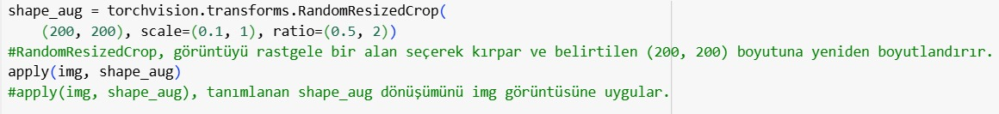 shape_aug = torchvision.transforms.RandomResizedCrop(
    (200, 200), scale=(0.1, 1), ratio=(0.5, 2))
#RandomResizedCrop, görüntüyü rastgele bir alan seçerek kırpar ve belirtilen (200, 200) boyutuna yeniden boyutlandırır.
apply(img, shape_aug)
#apply(img, shape_aug), tanımlanan shape_aug dönüşümünü img görüntüsüne uygular.